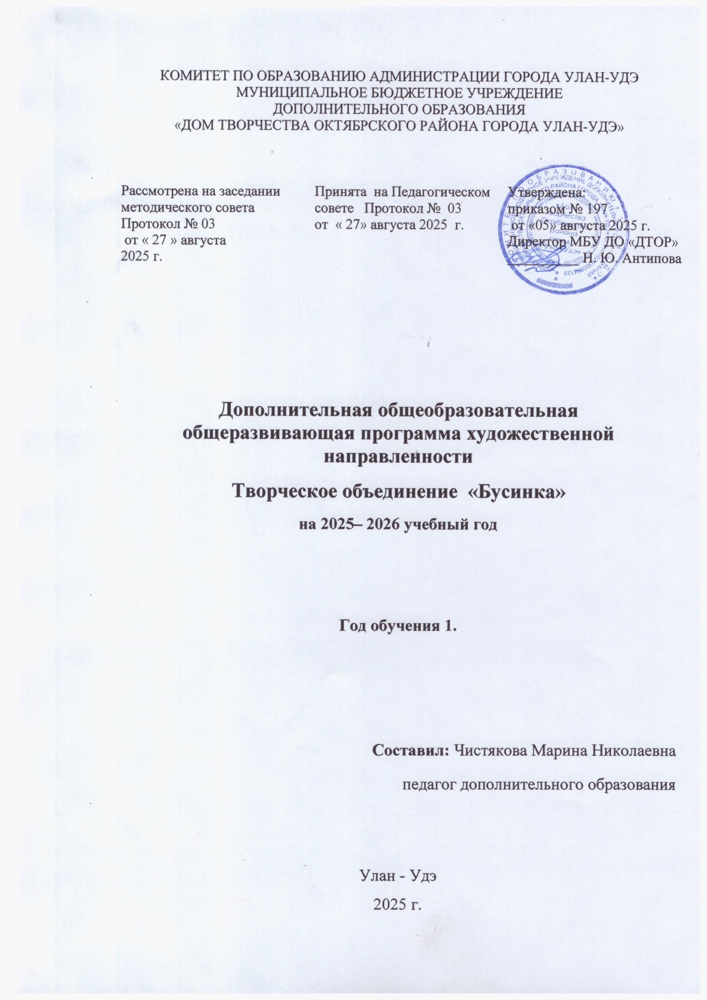 КОМИТЕТ ПО ОБРАЗОВАНИЮ АДМИНИСТРАЦИИ ГОРОДА УЛАН-УДЭ
МУНИЦИПАЛЬНОЕ БЮДЖЕТНОЕ УЧРЕЖДЕНИЕ
ДОПОЛНИТЕЛЬНОГО ОБРАЗОВАНИЯ
«ДОМ ТВОРЧЕСТВА ОКТЯБРСКОГО РАЙОНА ГОРОДА УЛАН-УДЭ»
Рассмотрена на заседании
методического совета
Протокол № 03
от « 27 » августа
2025 г.
Принята на Педагогическом
совете Протокол № 03
от « 27» августа 2025 г.
Утверждена:
приказом № 197
от «05» августа 2025 г.
Директор МБУ ДО «ДТОР»
__________ Н. Ю. Антипова
Дополнительная общеобразовательная
общеразвивающая программа художественной
направленности
Творческое объединение «Бусинка»
на 2025– 2026 учебный год
Год обучения 1.
Составил: Чистякова Марина Николаевна
педагог дополнительного образования
Улан - Удэ
2025 г.